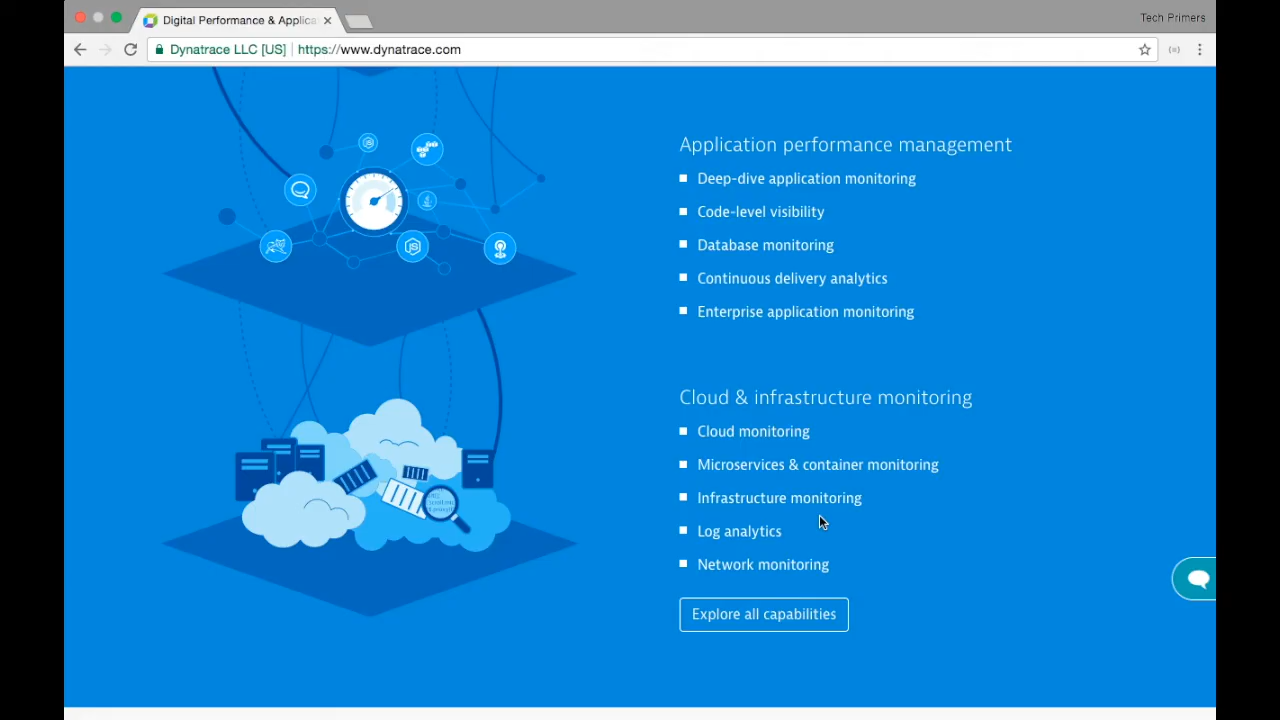 Digital Performance & Applica
Tech Primers
Dynatrace LLC [US]
https://www.dynatrace.com
Application performance management
Deep-dive application monitoring
Code-level visibility
Database monitoring
Continuous delivery analytics
Enterprise application monitoring
Cloud & infrastructure monitoring
Cloud monitoring
Microservices & container monitoring
Infrastructure monitoring
Log analytics
Network monitoring
Explore all capabilities